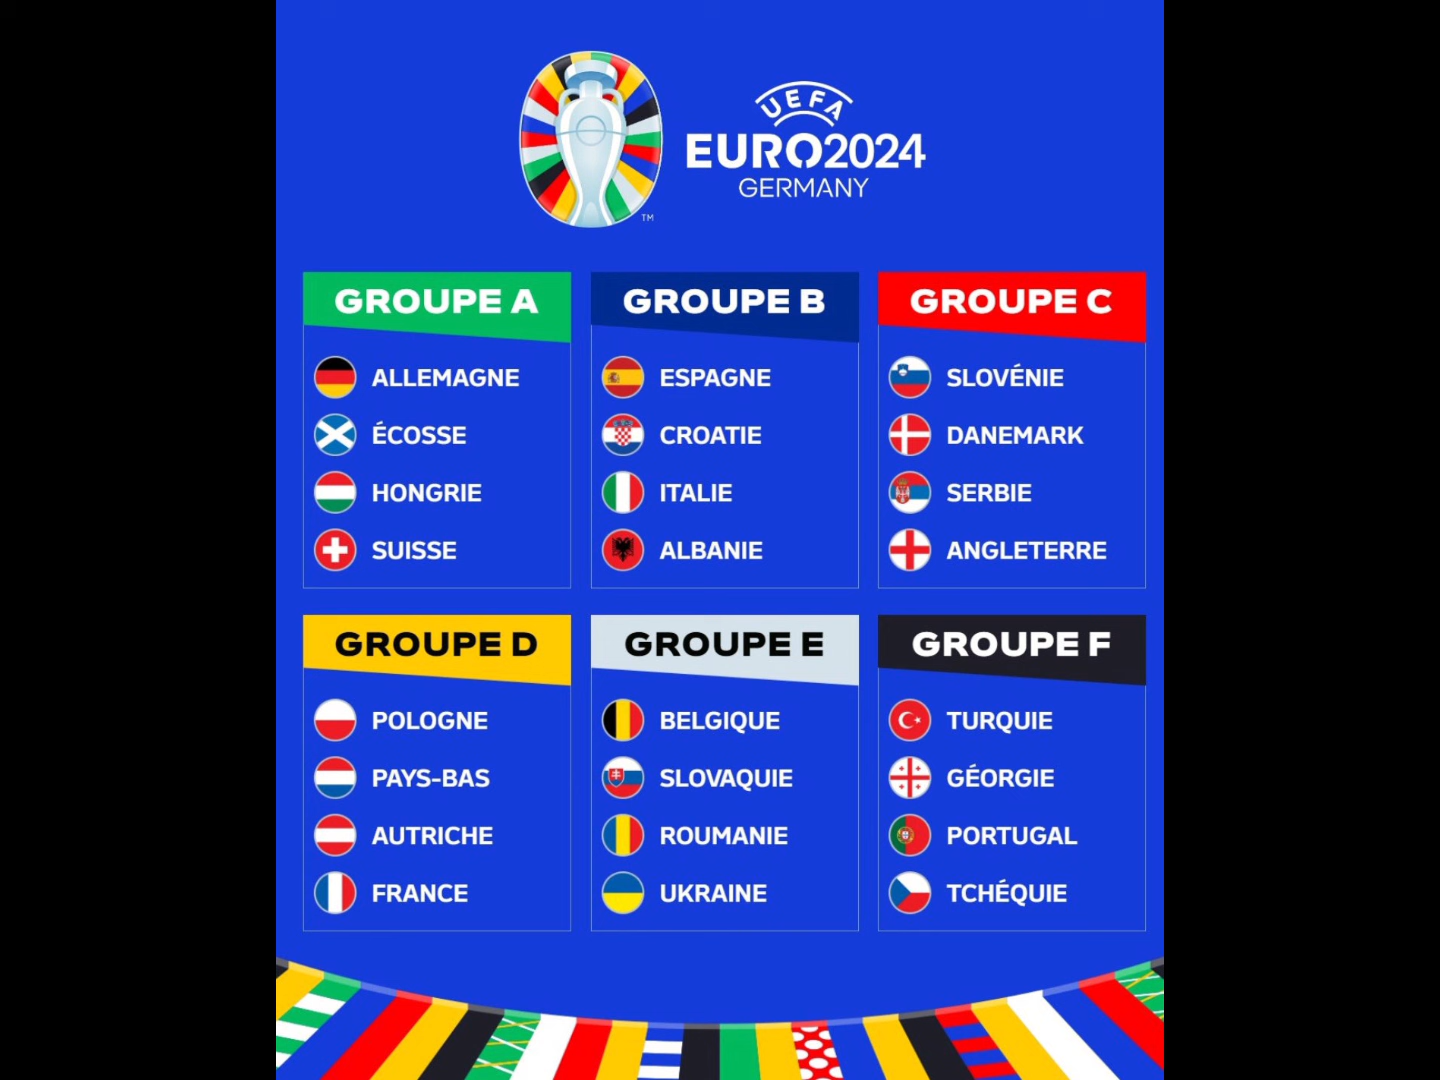 UEFA
EURO2024
GERMANY
TM
GROUPE A
ALLEMAGNE
ÉCOSSE
HONGRIE
SUISSE
GROUPE B
ESPAGNE
CROATIE
ITALIE
ALBANIE
GROUPE C
SLOVÉNIE
DANEMARK
SERBIE
ANGLETERRE
GROUPE D
POLOGNE
PAYS-BAS
AUTRICHE
FRANCE
GROUPE E
BELGIQUE
SLOVAQUIE
ROUMANIE
UKRAINE
GROUPE F
TURQUIE
GÉORGIE
PORTUGAL
TCHÉQUIE